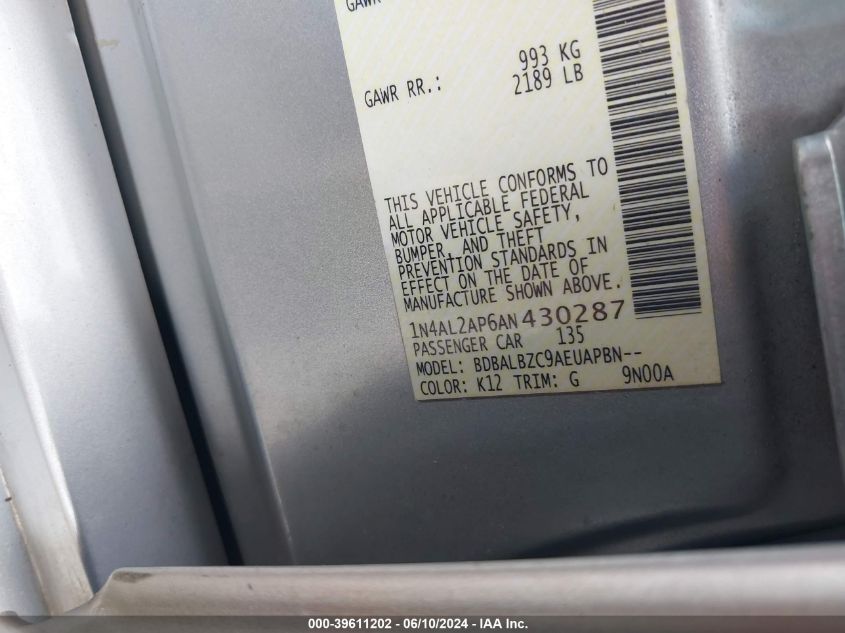 GAWR
993 KG
GAWR RR.: 2189 LB
THIS VEHICLE CONFORMS TO
ALL APPLICABLE FEDERAL
MOTOR VEHICLE SAFETY,
BUMPER, AND THEFT
PREVENTION STANDARDS IN
EFFECT ON THE DATE OF
MANUFACTURE SHOWN ABOVE.
1N4AL2AP6AN430287
PASSENGER CAR 135
MODEL: BDBALBZC9AEUAPBN--
COLOR: K12 TRIM: G 9N00A
000-39611202 - 06/10/2024 - IAA Inc.